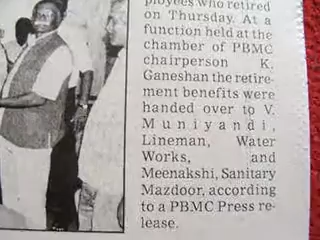 ployees who retired
on Thursday. At a
function held at the
chamber of PBMC
chairperson K.
Ganeshan the retire-
ment benefits were
handed over to V.
Muniyandi,
Lineman, Water
Works, and
Meenakshi, Sanitary
Mazdoor, according
to a PBMC Press re-
lease.